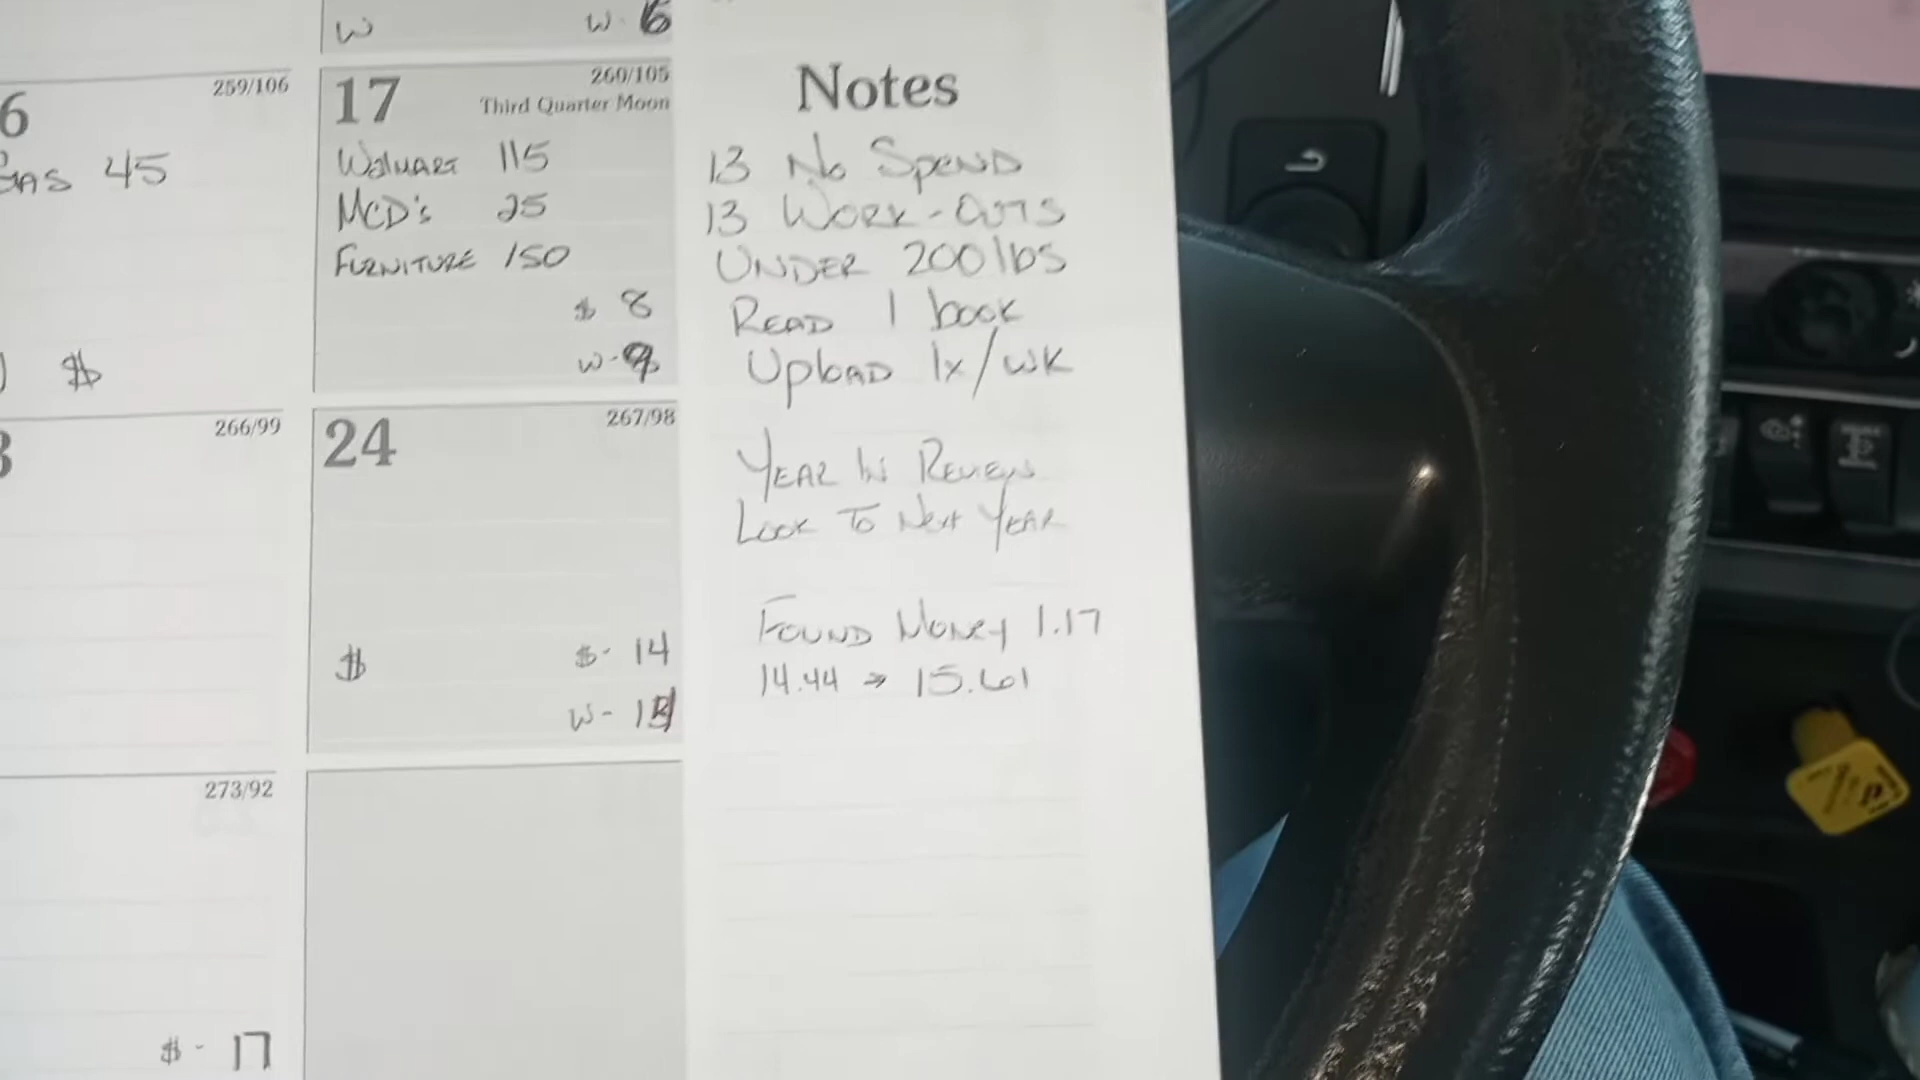 W W-6
6 259/106
GAS 45
$
17 260/105
Third Quarter Moon
Walmart 115
McD's 25
FURNITURE 150
$ 8
W-9
266/99
24 267/98
$ $- 14
W-
273/92
$- 17
Notes
13 No Spend
13 WORK-OUTS
UNDER 200 lbs
READ 1 book
Upload 1x/wk
YEAR IN REVIEW
LOOK TO NEXT YEAR
FOUND MONEY 1.17
14.44 → 15.61